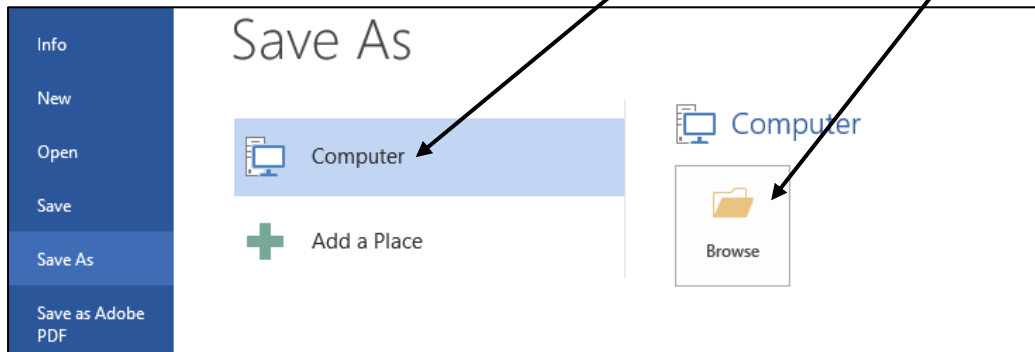 Info
New
Open
Save
Save As
Save as Adobe
PDF
Save As
Computer
Add a Place
Computer
Browse